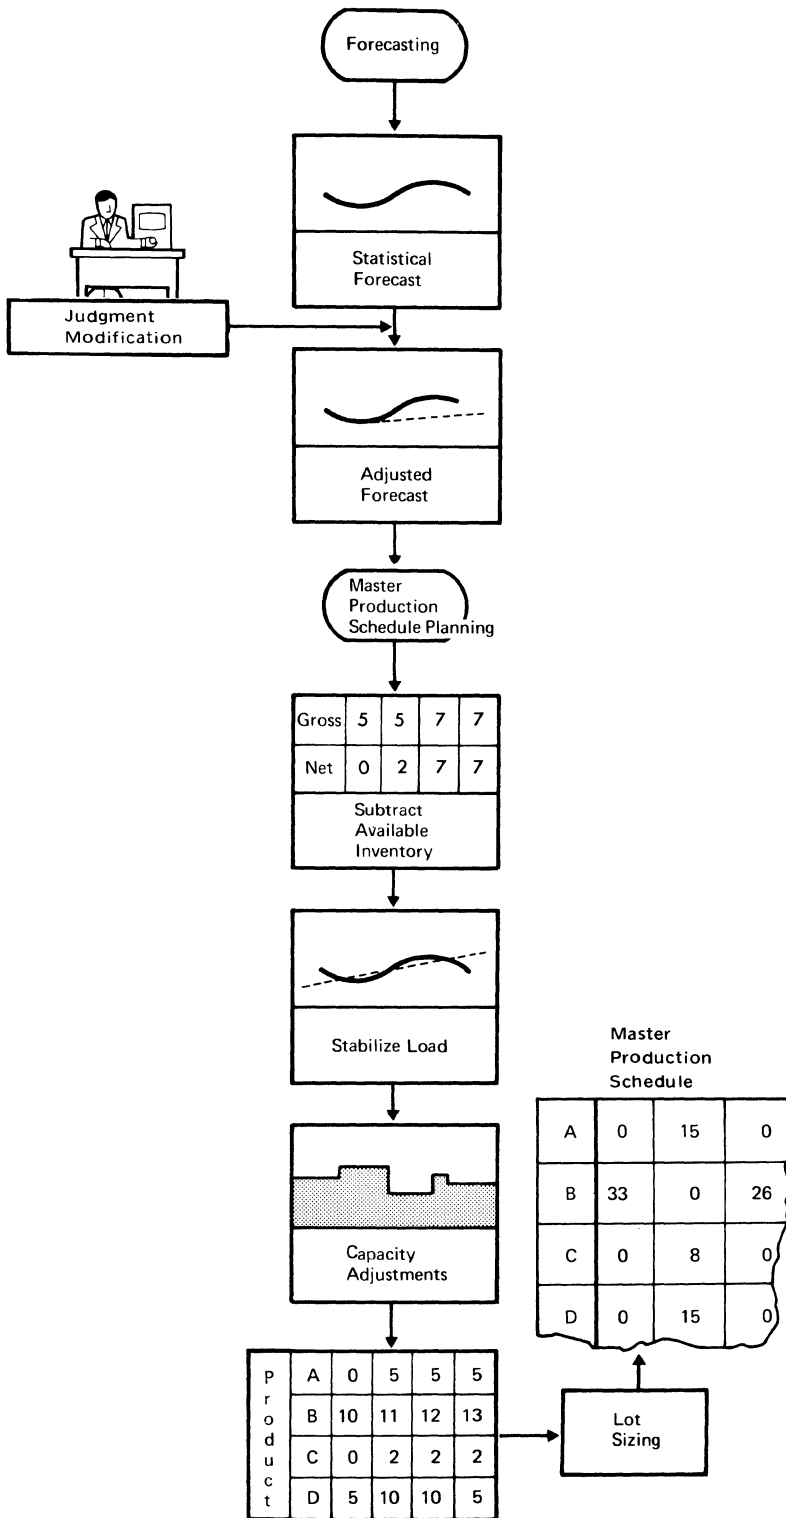 Forecasting
Statistical
Forecast
Judgment
Modification
Adjusted
Forecast
Master
Production
Schedule Planning
Gross 5 5 7 7
Net 0 2 7 7
Subtract
Available
Inventory
Stabilize Load
Capacity
Adjustments
Product
A 0 5 5 5
B 10 11 12 13
C 0 2 2 2
D 5 10 10 5
Lot
Sizing
Master
Production
Schedule
A 0 15 0
B 33 0 26
C 0 8 0
D 0 15 0